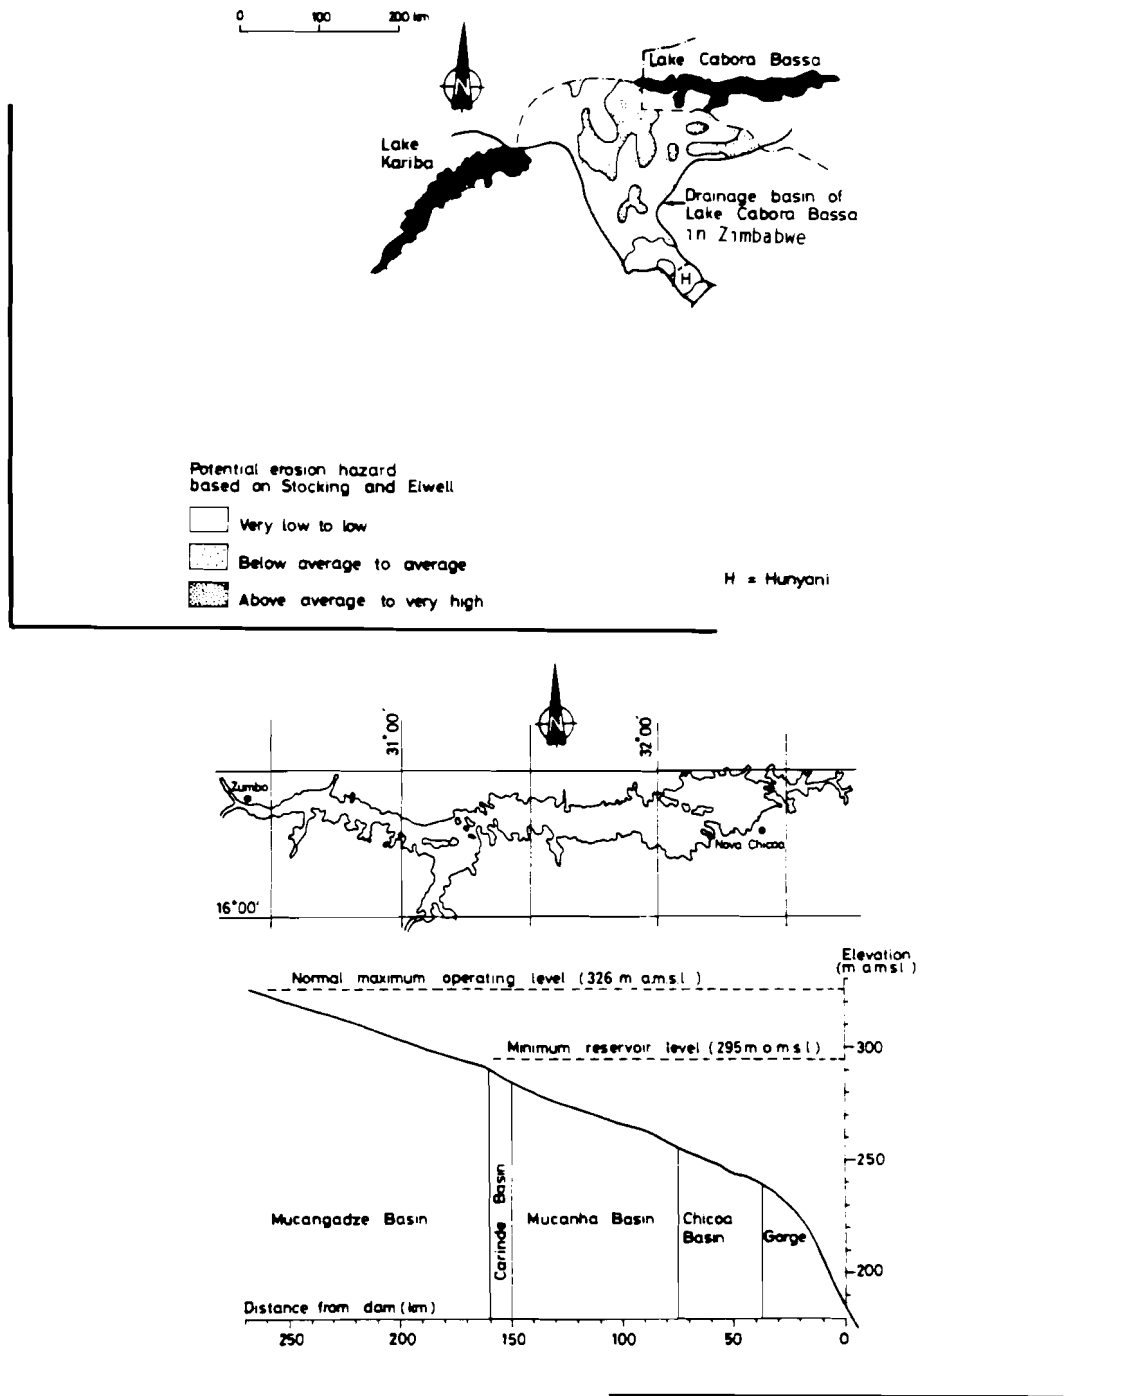 0 100 200 km
N
Lake Cabora Bassa
Lake
Kariba
Drainage basin of
Lake Cabora Bassa
in Zimbabwe
H
Potential erosion hazard
based on Stocking and Elwell
Very low to low
Below average to average
Above average to very high
H = Hunyani
N
31°00'
32°00'
Zumbo
Nova Chicoa
16°00'
Elevation
(m a m s l )
Normal maximum operating level (326 m a.m.s.l )
Minimum reservoir level (295 m a m s l )
300
250
200
Mucangadze Basin
Carinde Basin
Mucanha Basin
Chicoa
Basin
Gorge
Distance from dam (km)
250 200 150 100 50 0